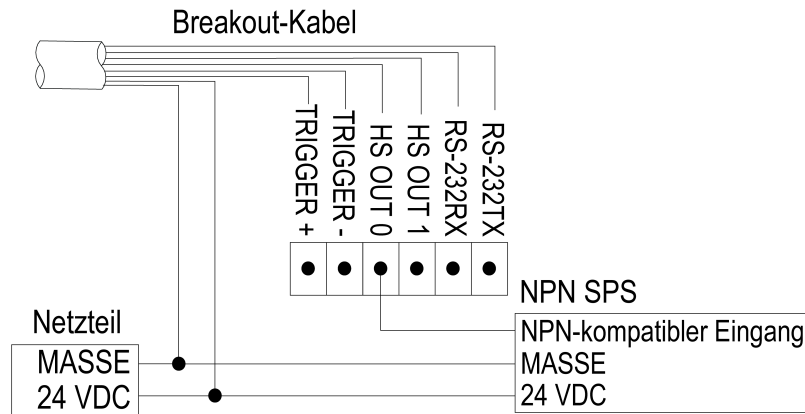 Breakout-Kabel
TRIGGER +
TRIGGER -
HS OUT 0
HS OUT 1
RS-232RX
RS-232TX
NPN SPS
NPN-kompatibler Eingang
MASSE
24 VDC
Netzteil
MASSE
24 VDC